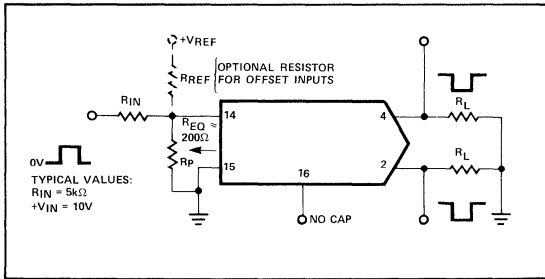 +VREF
RREF
OPTIONAL RESISTOR
FOR OFFSET INPUTS
RIN
14
REQ ≈
200Ω
RP
15
16
4
2
RL
RL
0V
TYPICAL VALUES:
RIN = 5kΩ
+VIN = 10V
NO CAP